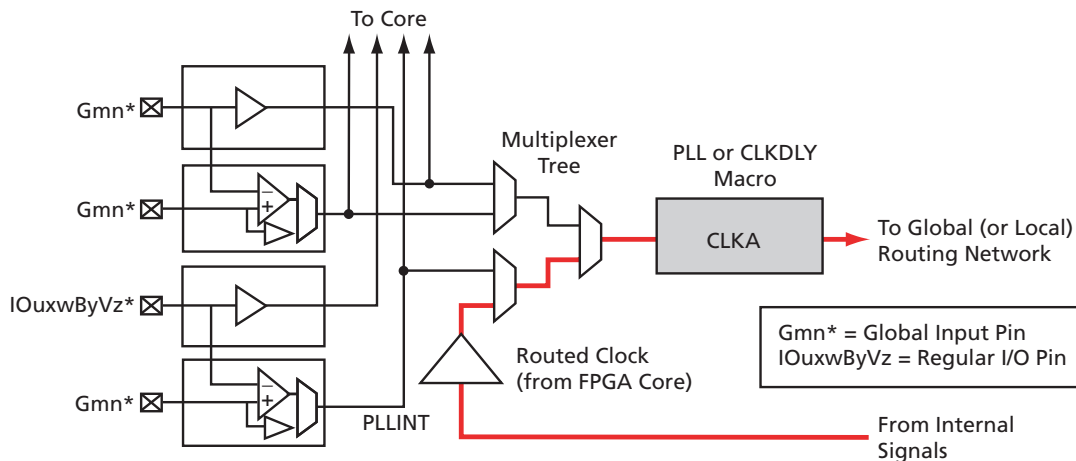 To Core
Gmn*
Gmn*
IOuxwByVz*
Gmn*
Multiplexer
Tree
PLL or CLKDLY
Macro
CLKA
To Global (or Local)
Routing Network
Gmn* = Global Input Pin
IOuxwByVz = Regular I/O Pin
Routed Clock
(from FPGA Core)
PLLINT
From Internal
Signals